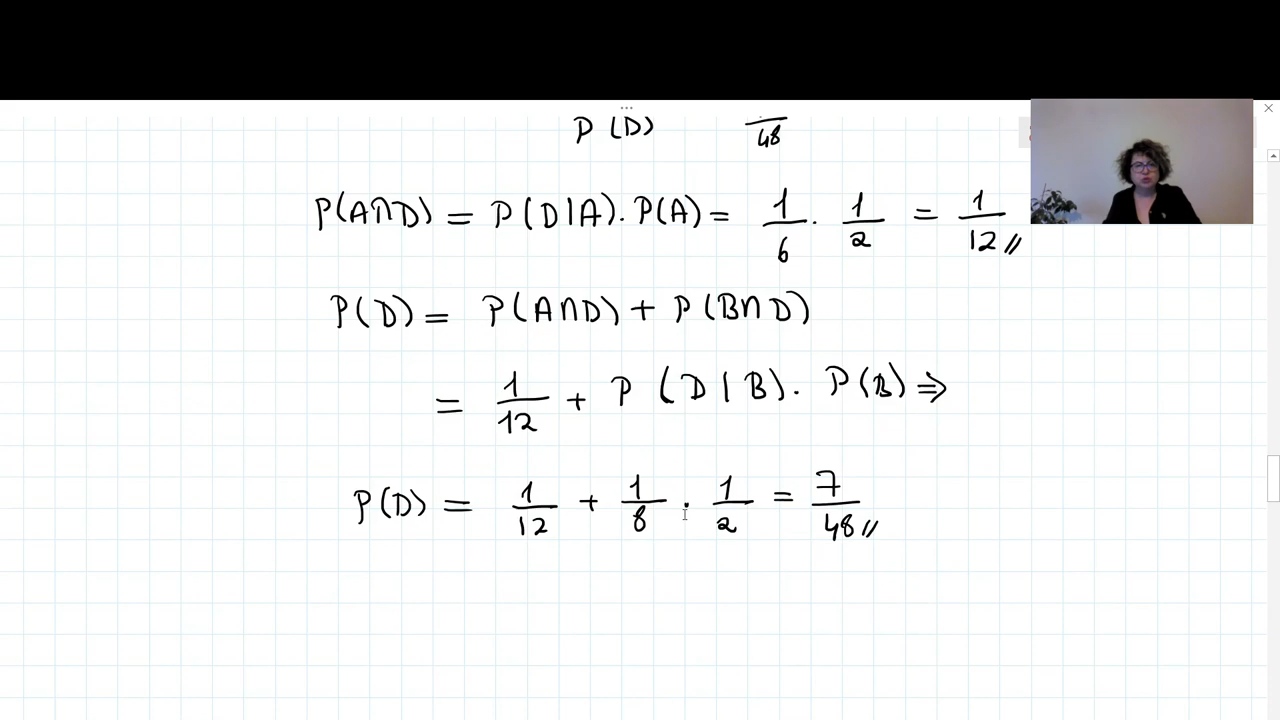 P(D) 48
P(A∩D) = P(D|A). P(A) = 1/6 . 1/2 = 1/12 //
P(D) = P(A∩D) + P(B∩D)
= 1/12 + P(D|B). P(B) ⇒
P(D) = 1/12 + 1/8 . 1/2 = 7/48 //